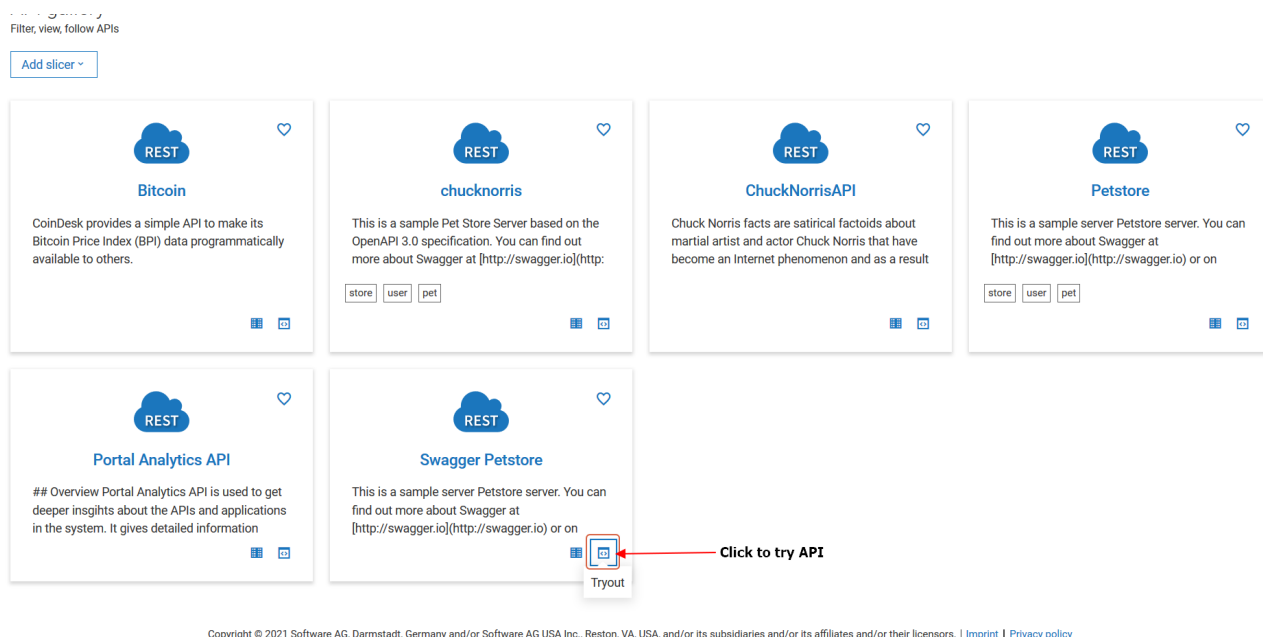 Filter, view, follow APIs
Add slicer
REST
Bitcoin
CoinDesk provides a simple API to make its
Bitcoin Price Index (BPI) data programmatically
available to others.
REST
chucknorris
This is a sample Pet Store Server based on the
OpenAPI 3.0 specification. You can find out
more about Swagger at [http://swagger.io](http:
store user pet
REST
ChuckNorrisAPI
Chuck Norris facts are satirical factoids about
martial artist and actor Chuck Norris that have
become an Internet phenomenon and as a result
REST
Petstore
This is a sample server Petstore server. You can
find out more about Swagger at
[http://swagger.io](http://swagger.io) or on
store user pet
REST
Portal Analytics API
## Overview Portal Analytics API is used to get
deeper insgihts about the APIs and applications
in the system. It gives detailed information
REST
Swagger Petstore
This is a sample server Petstore server. You can
find out more about Swagger at
[http://swagger.io](http://swagger.io) or on
Click to try API
Tryout
Copyright © 2021 Software AG, Darmstadt, Germany and/or Software AG USA Inc., Reston, VA, USA, and/or its subsidiaries and/or its affiliates and/or their licensors. | Imprint | Privacy policy